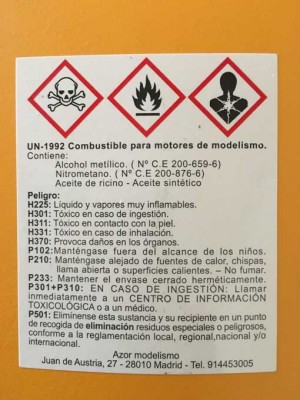 UN-1992 Combustible para motores de modelismo.
Contiene:
Alcohol metílico. ( Nº C.E 200-659-6)
Nitrometano. ( Nº C.E 200-876-6)
Aceite de ricino - Aceite sintético
Peligro:
H225: Líquido y vapores muy inflamables.
H301: Tóxico en caso de ingestión.
H311: Tóxico en contacto con la piel.
H331: Tóxico en caso de inhalación.
H370: Provoca daños en los órganos.
P102:Manténgase fuera del alcance de los niños.
P210: Manténgase alejado de fuentes de calor, chispas,
llama abierta o superficies calientes. – No fumar.
P233: Mantener el envase cerrado herméticamente.
P301+P310: EN CASO DE INGESTIÓN: Llamar
inmediatamente a un CENTRO DE INFORMACIÓN
TOXICOLÓGICA o a un médico.
P501: Elimínense esta sustancia y su recipiente en un punto
de recogida de eliminación residuos especiales o peligrosos,
conforme a la reglamentación local, regional,nacional y/o
internacional.
Azor modelismo
Juan de Austria, 27 - 28010 Madrid - Tel. 914453005